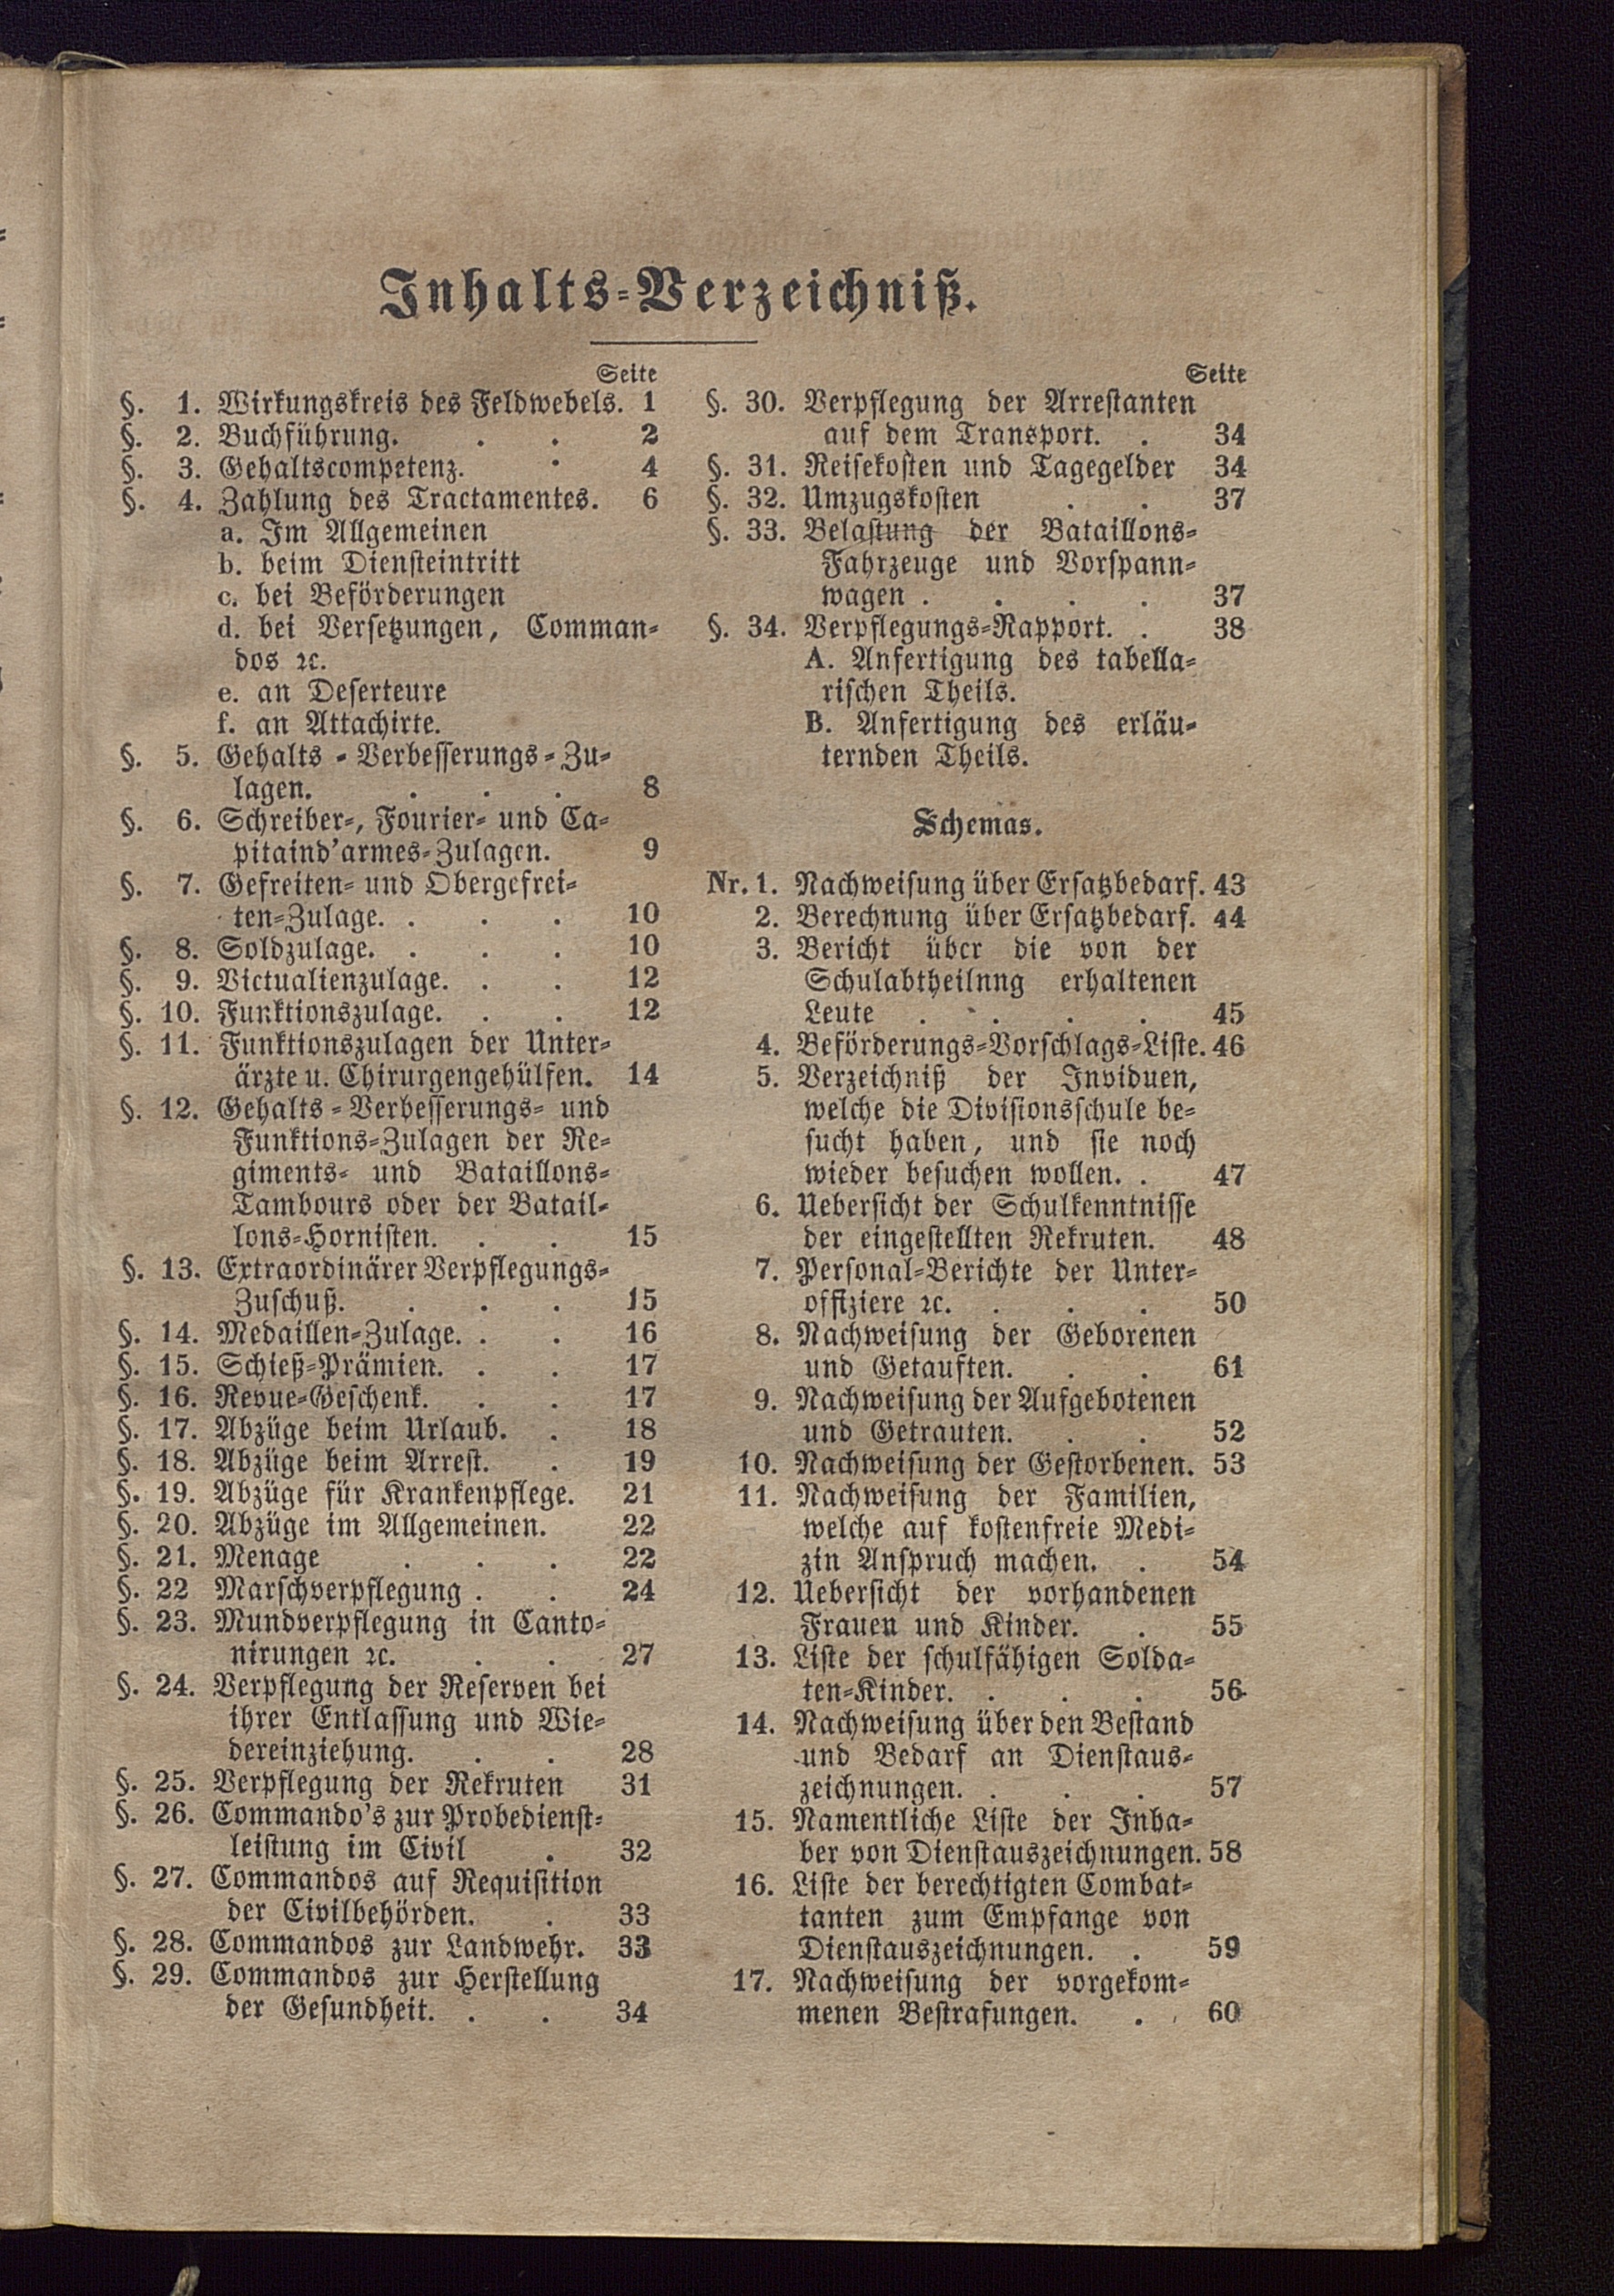 Inhalts-Verzeichniß.
Seite
§. 1. Wirkungskreis des Feldwebels. 1
§. 2. Buchführung. . . 2
§. 3. Gehaltscompetenz. . 4
§. 4. Zahlung des Tractamentes. 6
a. Im Allgemeinen
b. beim Diensteintritt
c. bei Beförderungen
d. bei Versetzungen, Comman-
dos ꝛc.
e. an Deserteure
f. an Attachirte.
§. 5. Gehalts-Verbesserungs-Zu-
lagen. . . . 8
§. 6. Schreiber-, Fourier- und Ca-
pitaind'armes-Zulagen. 9
§. 7. Gefreiten- und Obergefrei-
ten-Zulage. . . . 10
§. 8. Soldzulage. . . . 10
§. 9. Victualienzulage. . . 12
§. 10. Funktionszulage. . . 12
§. 11. Funktionszulagen der Unter-
ärzte u. Chirurgengehülfen. 14
§. 12. Gehalts-Verbesserungs- und
Funktions-Zulagen der Re-
giments- und Bataillons-
Tambours oder der Batail-
lons-Hornisten. . . 15
§. 13. Extraordinärer Verpflegungs-
Zuschuß. . . . 15
§. 14. Medaillen-Zulage. . . 16
§. 15. Schieß-Prämien. . . 17
§. 16. Revue-Geschenk. . . 17
§. 17. Abzüge beim Urlaub. . 18
§. 18. Abzüge beim Arrest. . 19
§. 19. Abzüge für Krankenpflege. 21
§. 20. Abzüge im Allgemeinen. 22
§. 21. Menage . . . 22
§. 22 Marschverpflegung . . 24
§. 23. Mundverpflegung in Canto-
nirungen ꝛc. . . 27
§. 24. Verpflegung der Reserven bei
ihrer Entlassung und Wie-
dereinziehung. . . 28
§. 25. Verpflegung der Rekruten 31
§. 26. Commando's zur Probedienst-
leistung im Civil . 32
§. 27. Commandos auf Requisition
der Civilbehörden. . 33
§. 28. Commandos zur Landwehr. 33
§. 29. Commandos zur Herstellung
der Gesundheit. . . 34
Seite
§. 30. Verpflegung der Arrestanten
auf dem Transport. . 34
§. 31. Reisekosten und Tagegelder 34
§. 32. Umzugskosten . . 37
§. 33. Belastung der Bataillons-
Fahrzeuge und Vorspann-
wagen . . . . 37
§. 34. Verpflegungs-Rapport. . 38
A. Anfertigung des tabella-
rischen Theils.
B. Anfertigung des erläu-
ternden Theils.
Schemas.
Nr. 1. Nachweisung über Ersatzbedarf. 43
2. Berechnung über Ersatzbedarf. 44
3. Bericht über die von der
Schulabtheilnng erhaltenen
Leute . . . . 45
4. Beförderungs-Vorschlags-Liste. 46
5. Verzeichniß der Inviduen,
welche die Divisionsschule be-
sucht haben, und sie noch
wieder besuchen wollen. . 47
6. Uebersicht der Schulkenntnisse
der eingestellten Rekruten. 48
7. Personal-Berichte der Unter-
offiziere ꝛc. . . . 50
8. Nachweisung der Geborenen
und Getauften. . . 61
9. Nachweisung der Aufgebotenen
und Getrauten. . . 52
10. Nachweisung der Gestorbenen. 53
11. Nachweisung der Familien,
welche auf kostenfreie Medi-
zin Anspruch machen. . 54
12. Uebersicht der vorhandenen
Frauen und Kinder. . 55
13. Liste der schulfähigen Solda-
ten-Kinder. . . . 56
14. Nachweisung über den Bestand
und Bedarf an Dienstaus-
zeichnungen. . . . 57
15. Namentliche Liste der Inha-
ber von Dienstauszeichnungen. 58
16. Liste der berechtigten Combat-
tanten zum Empfange von
Dienstauszeichnungen. . 59
17. Nachweisung der vorgekom-
menen Bestrafungen. . 60